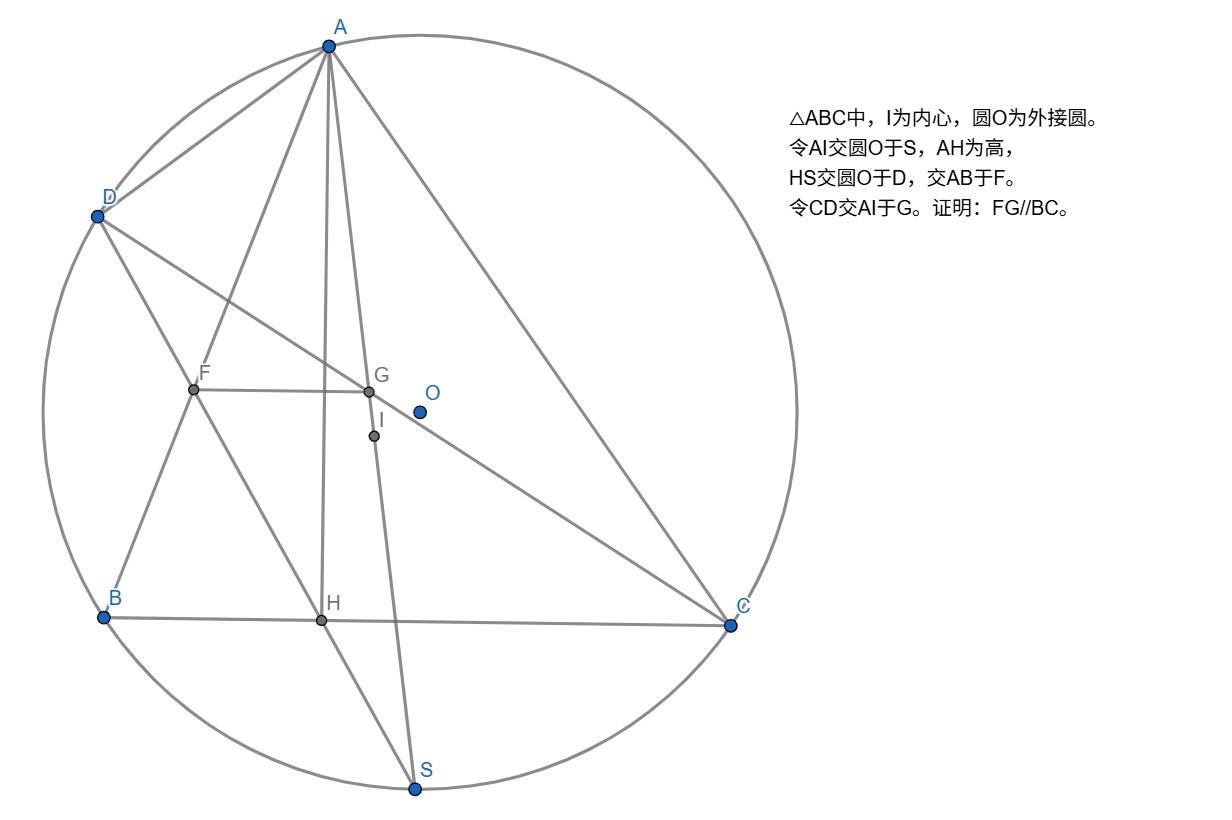 A
△ABC中，I为内心，圆O为外接圆。
令AI交圆O于S，AH为高，
HS交圆O于D，交AB于F。
令CD交AI于G。证明：FG//BC。
D
F
G
O
I
B
H
C
S